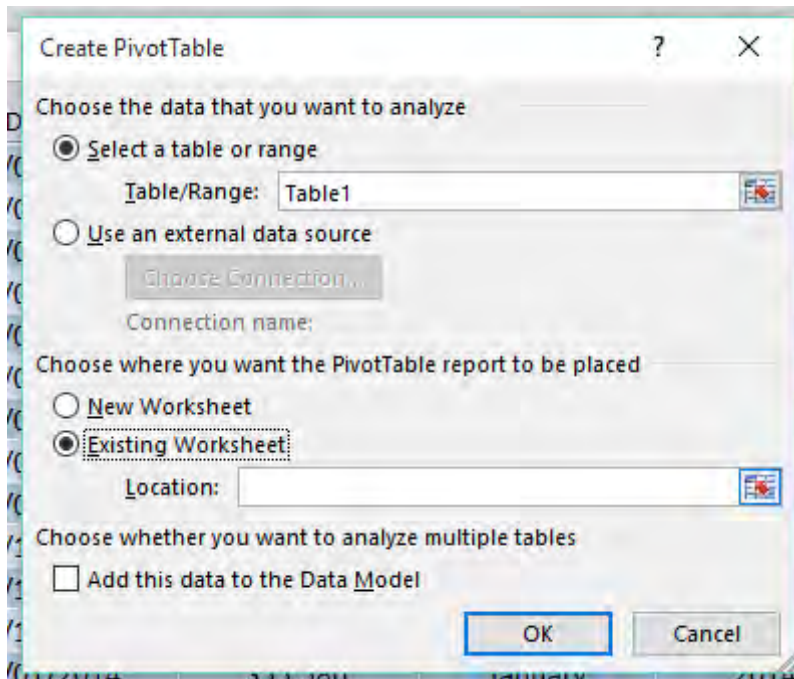 Create PivotTable
?
Choose the data that you want to analyze
Select a table or range
Table/Range: Table1
Use an external data source
Choose Connection...
Connection name:
Choose where you want the PivotTable report to be placed
New Worksheet
Existing Worksheet
Location:
Choose whether you want to analyze multiple tables
Add this data to the Data Model
OK Cancel
January 2014